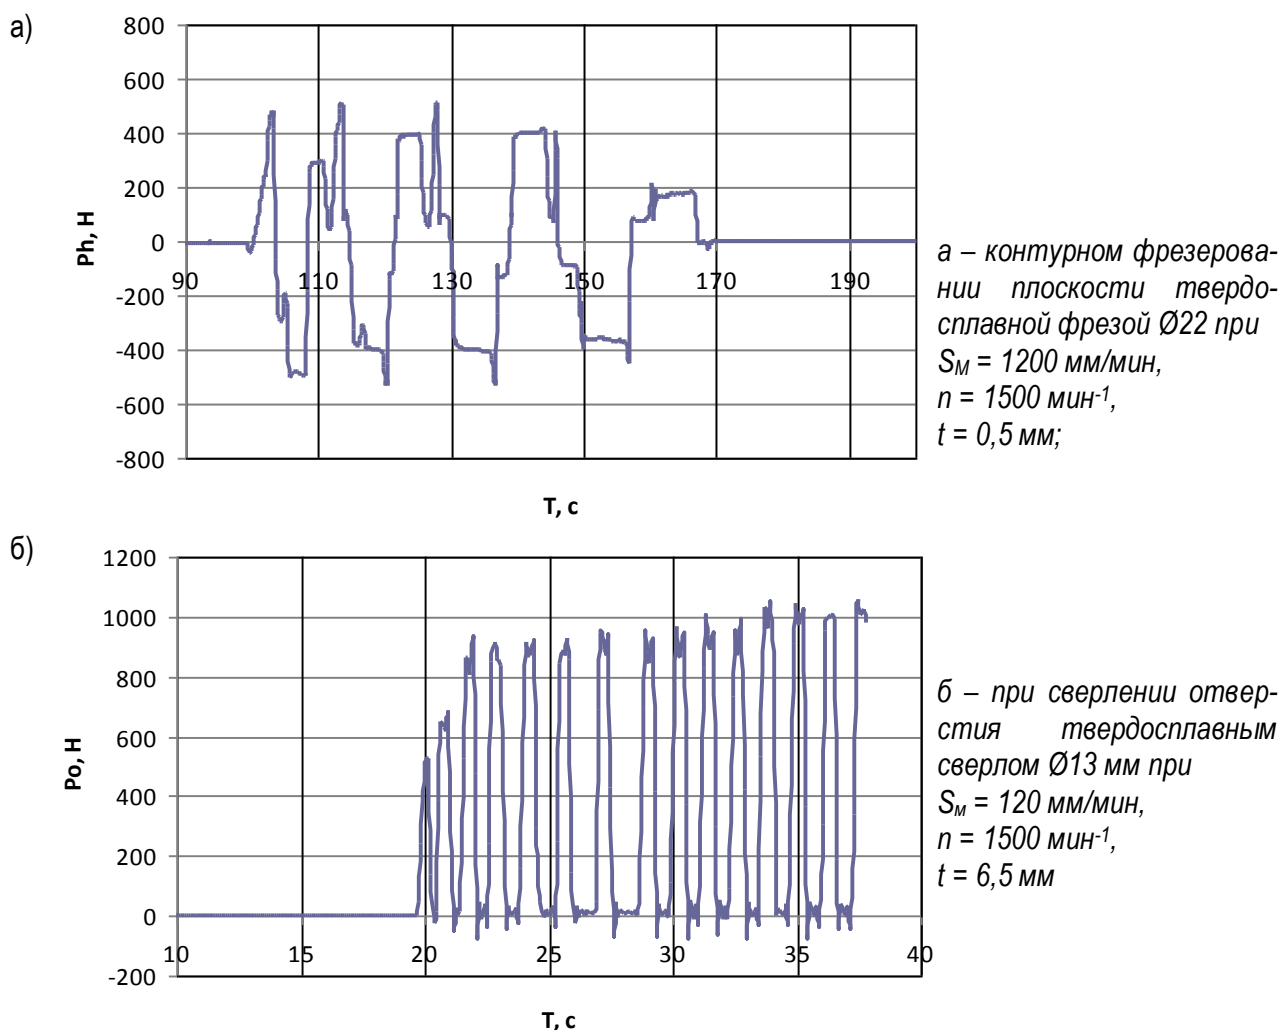 а)
800
600
400
200
0
-200
-400
-600
-800
90
110
130
150
170
190
Ph, Н
Т, с
а – контурном фрезерова-
нии плоскости твердо-
сплавной фрезой Ø22 при
SМ = 1200 мм/мин,
n = 1500 мин-1,
t = 0,5 мм;
б)
1200
1000
800
600
400
200
0
-200
10
15
20
25
30
35
40
Po, Н
Т, с
б – при сверлении отвер-
стия твердосплавным
сверлом Ø13 мм при
Sм = 120 мм/мин,
n = 1500 мин-1,
t = 6,5 мм